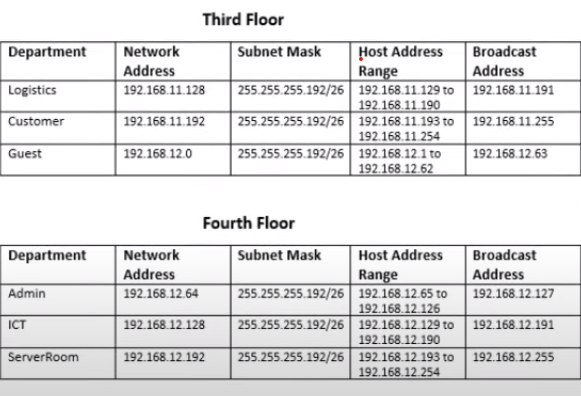 Third Floor
Department Network Address Subnet Mask Host Address Range Broadcast Address
Logistics 192.168.11.128 255.255.255.192/26 192.168.11.129 to 192.168.11.190 192.168.11.191
Customer 192.168.11.192 255.255.255.192/26 192.168.11.193 to 192.168.11.254 192.168.11.255
Guest 192.168.12.0 255.255.255.192/26 192.168.12.1 to 192.168.12.62 192.168.12.63
Fourth Floor
Department Network Address Subnet Mask Host Address Range Broadcast Address
Admin 192.168.12.64 255.255.255.192/26 192.168.12.65 to 192.168.12.126 192.168.12.127
ICT 192.168.12.128 255.255.255.192/26 192.168.12.129 to 192.168.12.190 192.168.12.191
ServerRoom 192.168.12.192 255.255.255.192/26 192.168.12.193 to 192.168.12.254 192.168.12.255